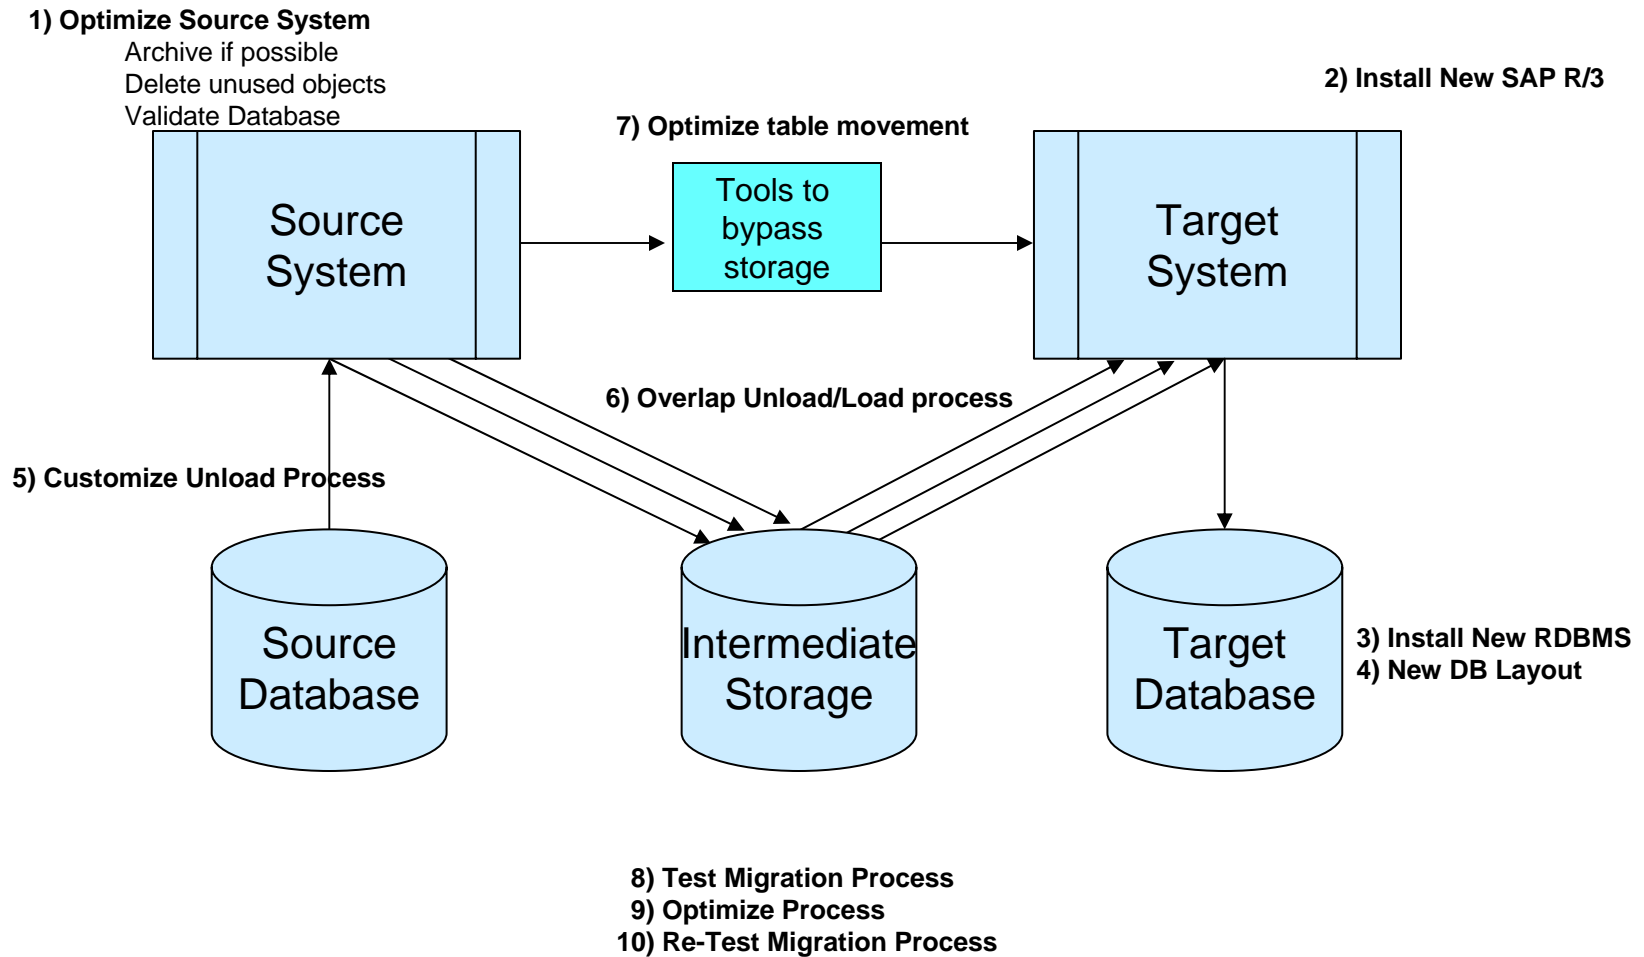 1) Optimize Source System
Archive if possible
Delete unused objects
Validate Database
2) Install New SAP R/3
7) Optimize table movement
Source
System
Tools to
bypass
storage
Target
System
6) Overlap Unload/Load process
5) Customize Unload Process
Source
Database
Intermediate
Storage
Target
Database
3) Install New RDBMS
4) New DB Layout
8) Test Migration Process
9) Optimize Process
10) Re-Test Migration Process